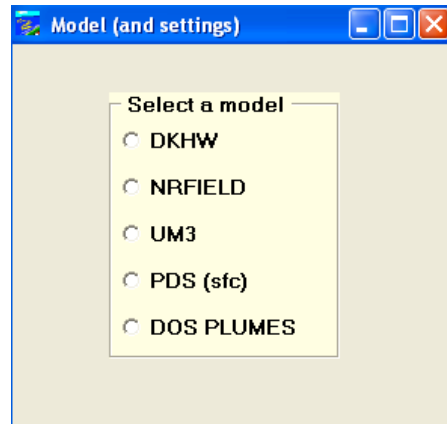 Model (and settings)
Select a model
DKHW
NRFIELD
UM3
PDS (sfc)
DOS PLUMES